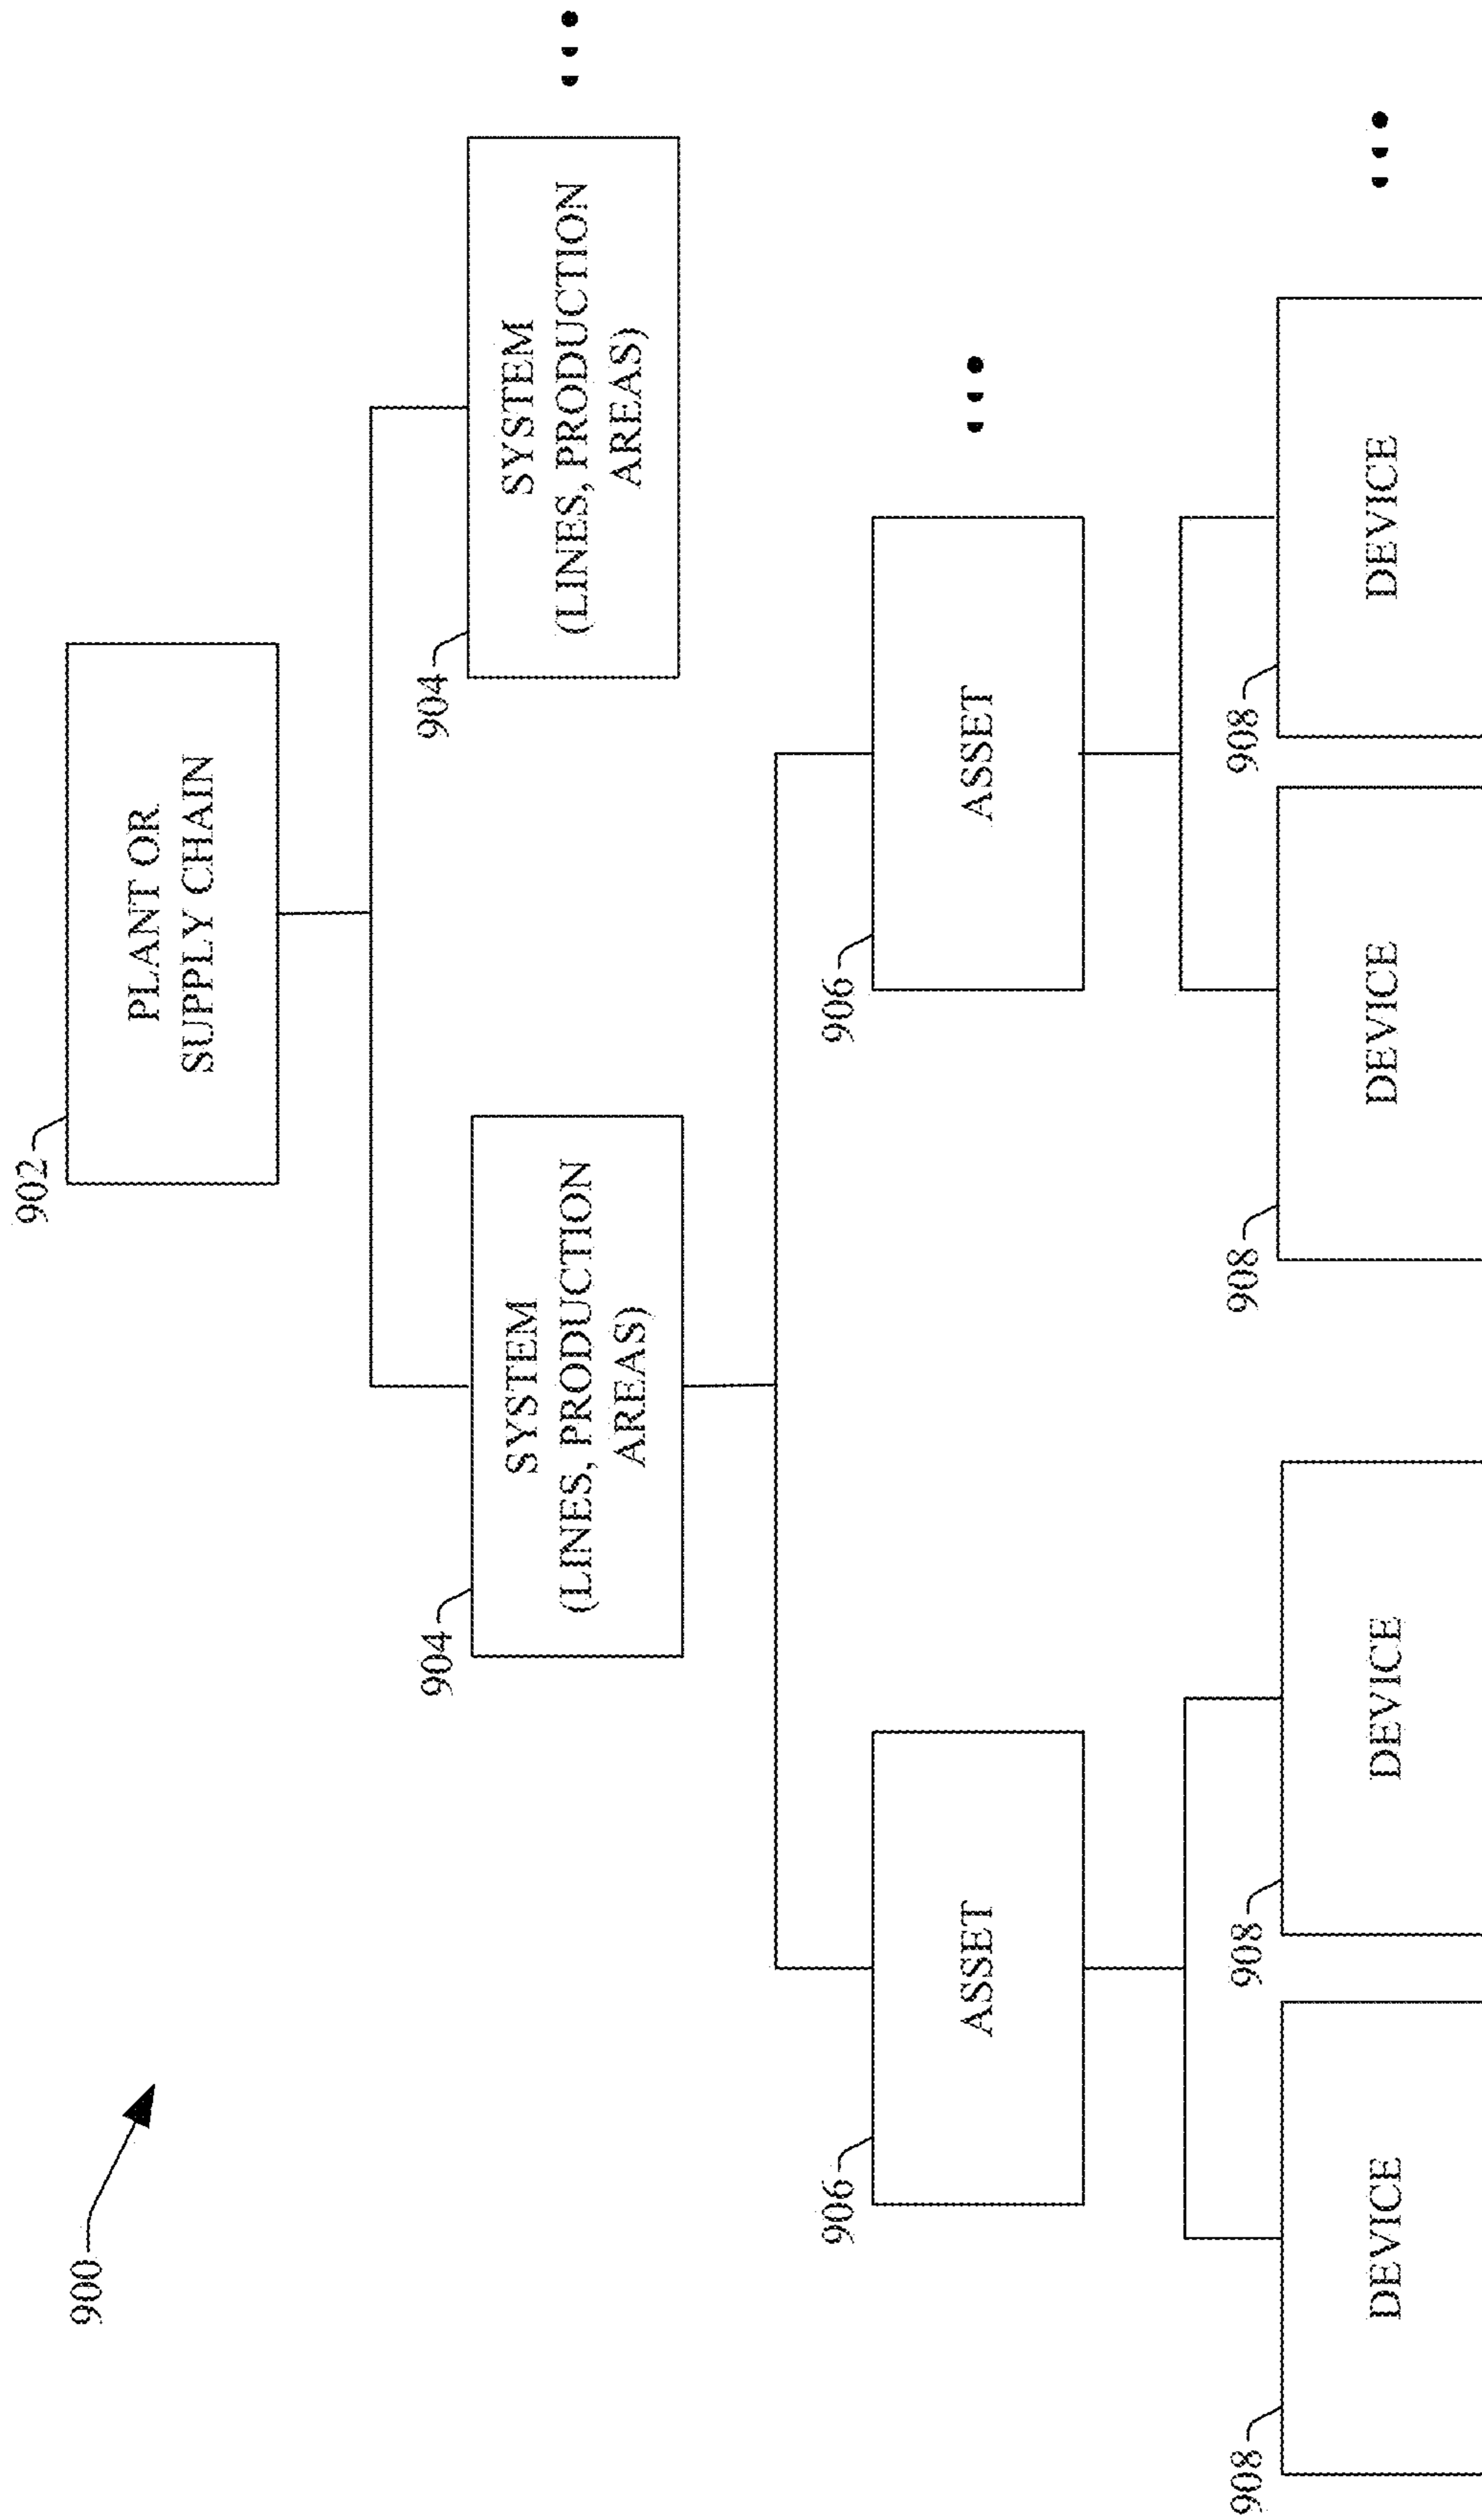 900
902
PLANT OR
SUPPLY CHAIN
904
SYSTEM
(LINES, PRODUCTION
AREAS)
904
SYSTEM
(LINES, PRODUCTION
AREAS)
906
ASSET
906
ASSET
908
DEVICE
908
DEVICE
908
DEVICE
908
DEVICE